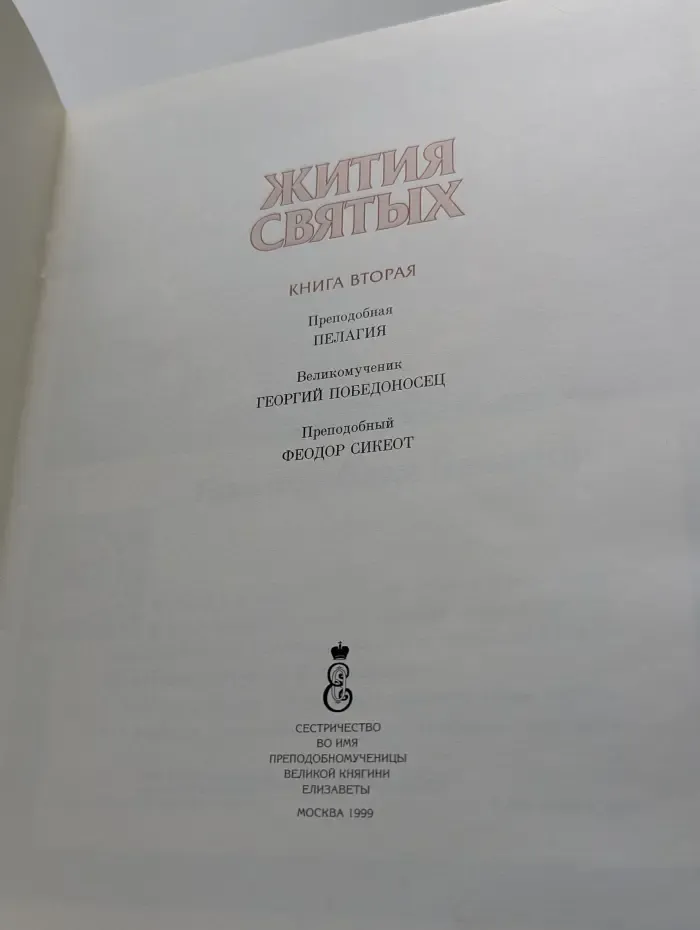 ЖИТИЯ
СВЯТЫХ
КНИГА ВТОРАЯ
Преподобная
ПЕЛАГИЯ
Великомученик
ГЕОРГИЙ ПОБЕДОНОСЕЦ
Преподобный
ФЕОДОР СИКЕОТ
СЕСТРИЧЕСТВО
ВО ИМЯ
ПРЕПОДОБНОМУЧЕНИЦЫ
ВЕЛИКОЙ КНЯГИНИ
ЕЛИЗАВЕТЫ
МОСКВА 1999